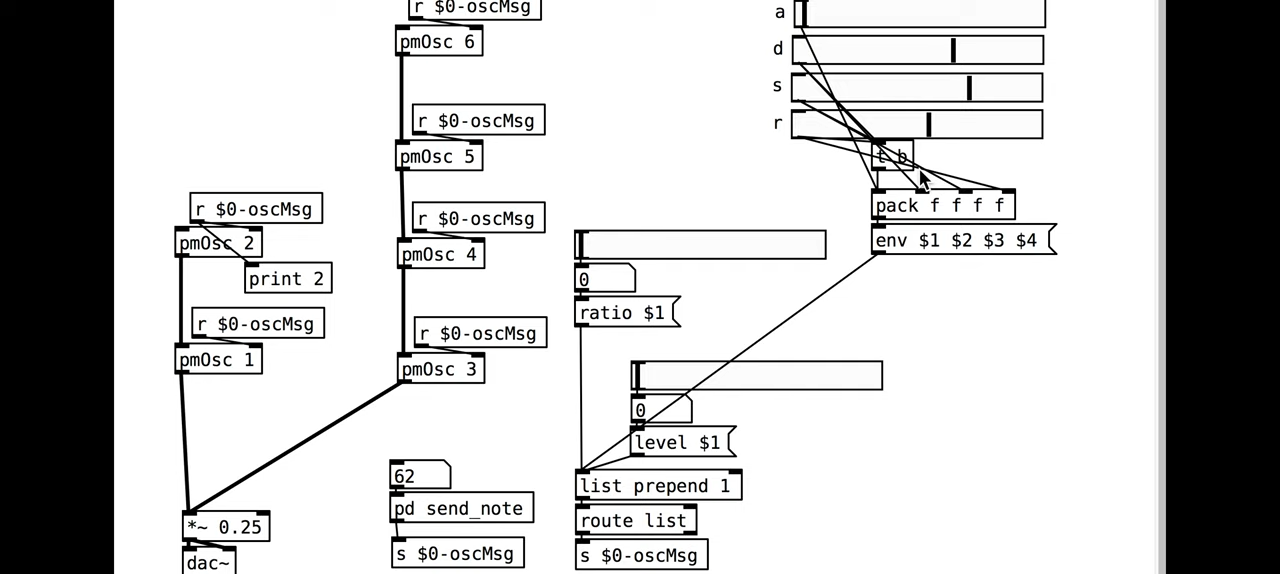 r $0-oscMsg
pmOsc 6
r $0-oscMsg
pmOsc 5
r $0-oscMsg
pmOsc 4
r $0-oscMsg
pmOsc 3
r $0-oscMsg
pmOsc 2
print 2
r $0-oscMsg
pmOsc 1
*~ 0.25
dac~
62
pd send_note
s $0-oscMsg
a
d
s
r
t b
pack f f f f
env $1 $2 $3 $4
0
ratio $1
0
level $1
list prepend 1
route list
s $0-oscMsg